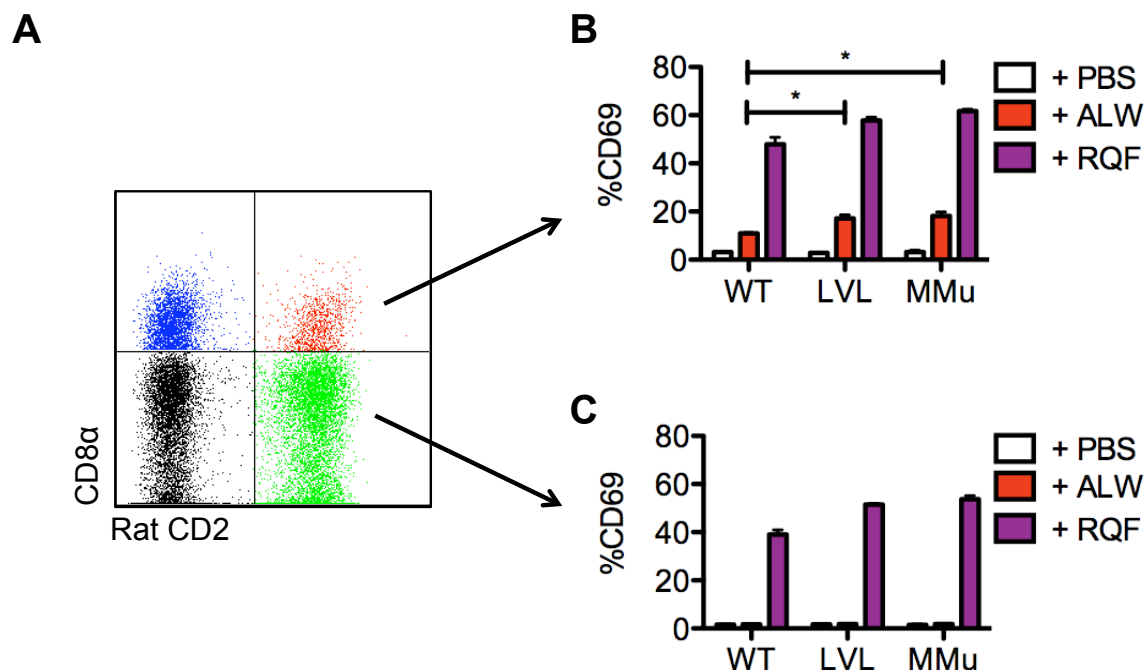 A
CD8α
Rat CD2
B
%CD69
80
60
40
20
0
*
*
WT LVL MMu
+ PBS
+ ALW
+ RQF
C
%CD69
80
60
40
20
0
WT LVL MMu
+ PBS
+ ALW
+ RQF